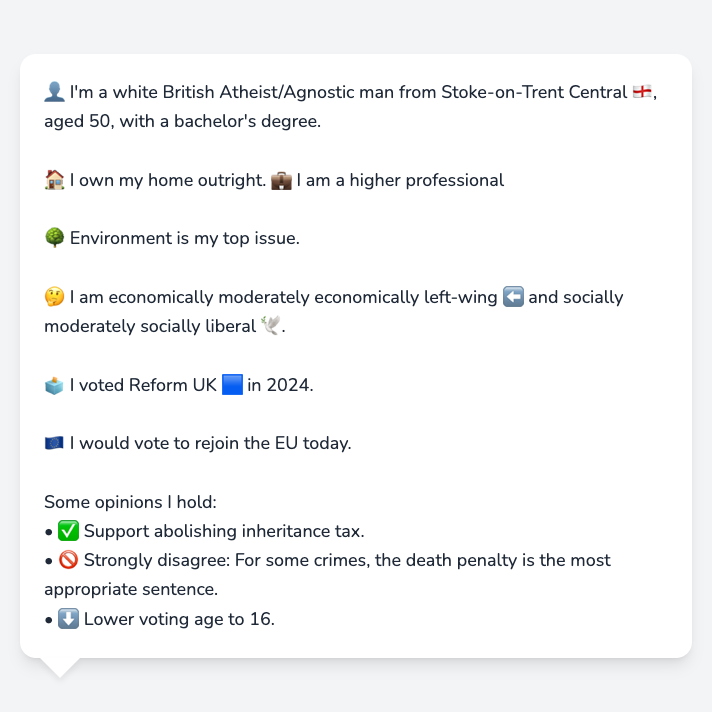 👤 I'm a white British Atheist/Agnostic man from Stoke-on-Trent Central 🏴󠁧󠁢󠁥󠁮󠁧󠁿,
aged 50, with a bachelor's degree.
🏠 I own my home outright. 💼 I am a higher professional
🌳 Environment is my top issue.
🤔 I am economically moderately economically left-wing ⬅️ and socially
moderately socially liberal 🕊️.
🗳️ I voted Reform UK 🟦 in 2024.
🇪🇺 I would vote to rejoin the EU today.
Some opinions I hold:
• ✅ Support abolishing inheritance tax.
• 🚫 Strongly disagree: For some crimes, the death penalty is the most
appropriate sentence.
• ⬇️ Lower voting age to 16.